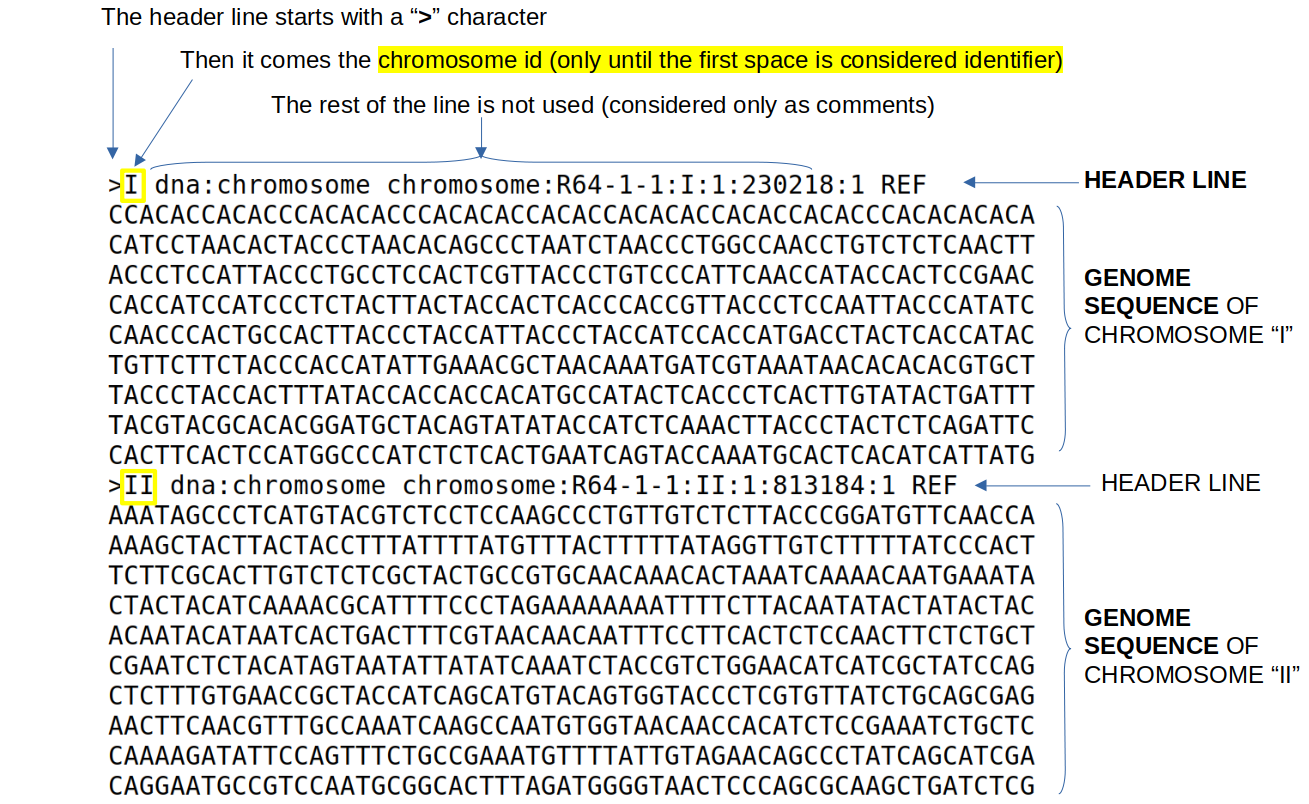 The header line starts with a “>” character
Then it comes the chromosome id (only until the first space is considered identifier)
The rest of the line is not used (considered only as comments)
>I dna:chromosome chromosome:R64-1-1:I:1:230218:1 REF
HEADER LINE
CCACACCACACCCACACACCCACACACCACACCACACACCACACCACACCCACACACACA
CATCCTAACACTACCCTAACACAGCCCTAATCTAACCCTGGCCAACCTGTCTCTCAACTT
ACCCTCCATTACCCTGCCTCCACTCGTTACCCTGTCCCATTCAACCATACCACTCCGAAC
CACCATCCATCCCTCTACTTACTACCACTCACCCACCGTTACCCTCCAATTACCCATATC
CAACCCACTGCCACTTACCCTACCATTACCCTACCATCCACCATGACCTACTCACCATAC
TGTTCTTCTACCCACCATATTGAAACGCTAACAAATGATCGTAAATAACACACACGTGCT
TACCCTACCACTTTATACCACCACCACATGCCATACTCACCCTCACTTGTATACTGATTT
TACGTACGCACACGGATGCTACAGTATATACCATCTCAAACTTACCCTACTCTCAGATTC
CACTTCACTCCATGGCCCATCTCTCACTGAATCAGTACCAAATGCACTCACATCATTATG
GENOME
SEQUENCE OF
CHROMOSOME “I”
>II dna:chromosome chromosome:R64-1-1:II:1:813184:1 REF
HEADER LINE
AAATAGCCCTCATGTACGTCTCCTCCAAGCCCTGTTGTCTCTTACCCGGATGTTCAACCA
AAAGCTACTTACTACCTTTATTTTATGTTTACTTTTTATAGGTTGTCTTTTTATCCCACT
TCTTCGCACTTGTCTCTCGCTACTGCCGTGCAACAAACACTAAATCAAAACAATGAAATA
CTACTACATCAAAACGCATTTTCCCTAGAAAAAAAATTTTCTTACAATATACTATACTAC
ACAATACATAATCACTGACTTTCGTAACAACAATTTCCTTCACTCTCCAACTTCTCTGCT
CGAATCTCTACATAGTAATATTATATCAAATCTACCGTCTGGAACATCATCGCTATCCAG
CTCTTTGTGAACCGCTACCATCAGCATGTACAGTGGTACCCTCGTGTTATCTGCAGCGAG
AACTTCAACGTTTGCCAAATCAAGCCAATGTGGTAACAACCACATCTCCGAAATCTGCTC
CAAAAGATATTCCAGTTTCTGCCGAAATGTTTTATTGTAGAACAGCCCTATCAGCATCGA
CAGGAATGCCGTCCAATGCGGCACTTTAGATGGGGTAACTCCCAGCGCAAGCTGATCTCG
GENOME
SEQUENCE OF
CHROMOSOME “II”